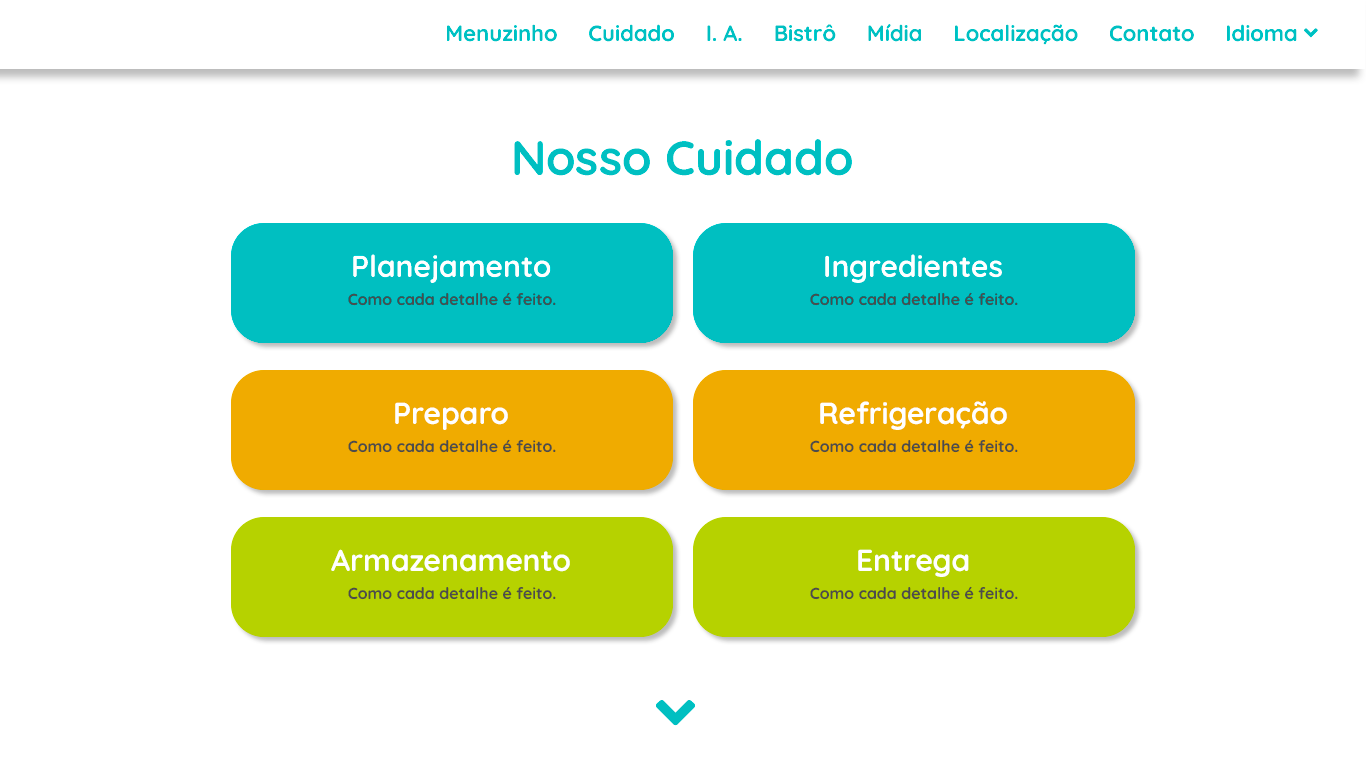 Menuzinho Cuidado I. A. Bistrô Mídia Localização Contato Idioma
Nosso Cuidado
Planejamento
Como cada detalhe é feito.
Ingredientes
Como cada detalhe é feito.
Preparo
Como cada detalhe é feito.
Refrigeração
Como cada detalhe é feito.
Armazenamento
Como cada detalhe é feito.
Entrega
Como cada detalhe é feito.